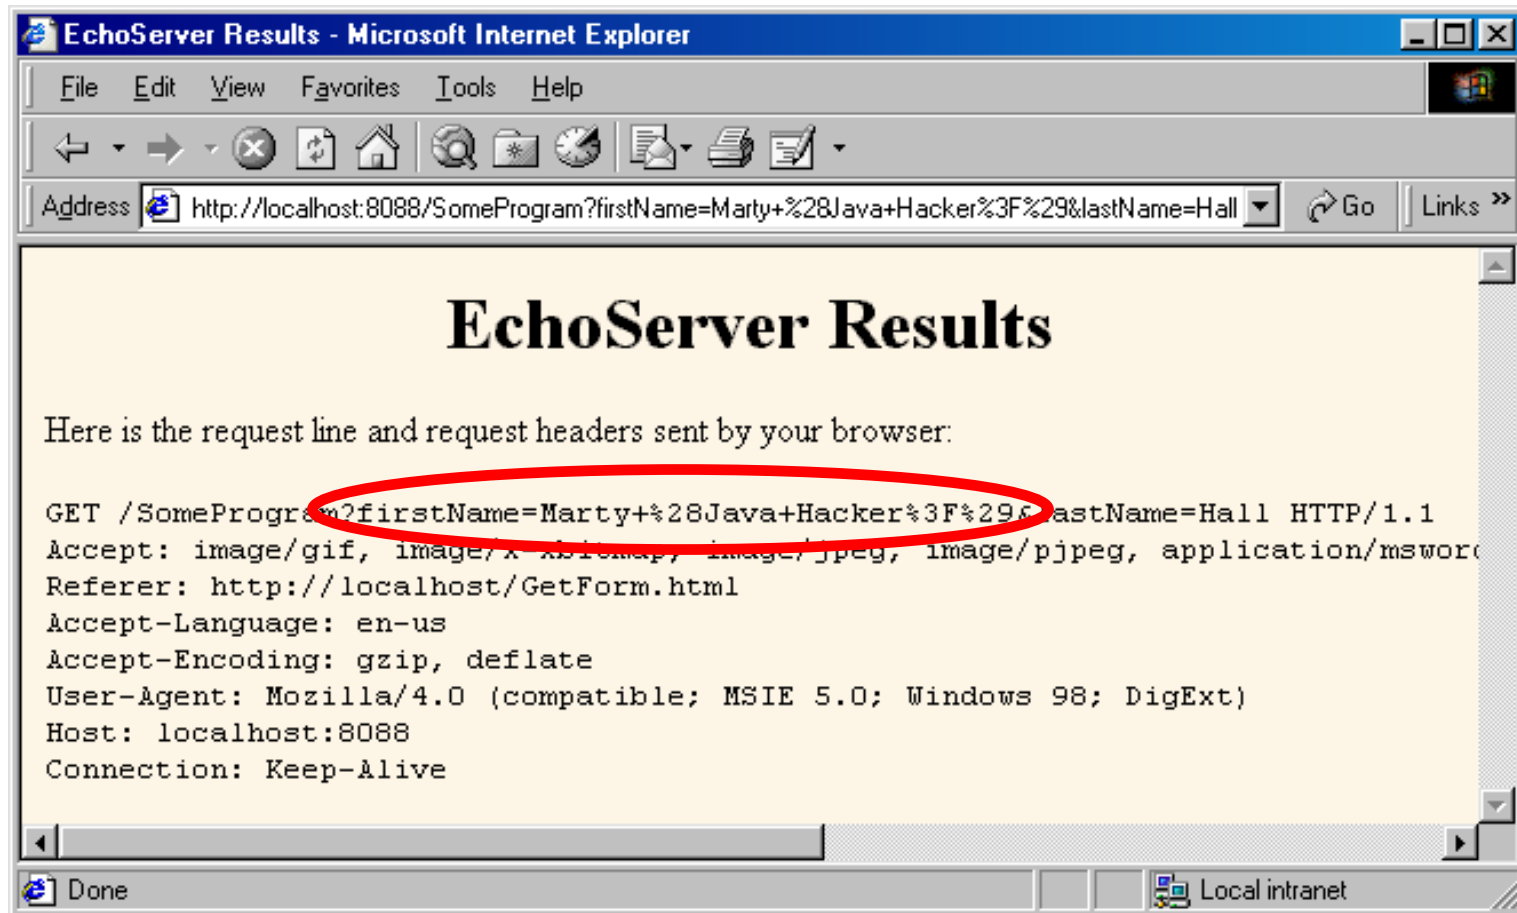 EchoServer Results - Microsoft Internet Explorer
File Edit View Favorites Tools Help
Address http://localhost:8088/SomeProgram?firstName=Marty+%28Java+Hacker%3F%29&lastName=Hall Go Links »
EchoServer Results
Here is the request line and request headers sent by your browser:
GET /SomeProgram?firstName=Marty+%28Java+Hacker%3F%29&lastName=Hall HTTP/1.1
Accept: image/gif, image/x-xbitmap, image/jpeg, image/pjpeg, application/msword
Referer: http://localhost/GetForm.html
Accept-Language: en-us
Accept-Encoding: gzip, deflate
User-Agent: Mozilla/4.0 (compatible; MSIE 5.0; Windows 98; DigExt)
Host: localhost:8088
Connection: Keep-Alive
Done Local intranet